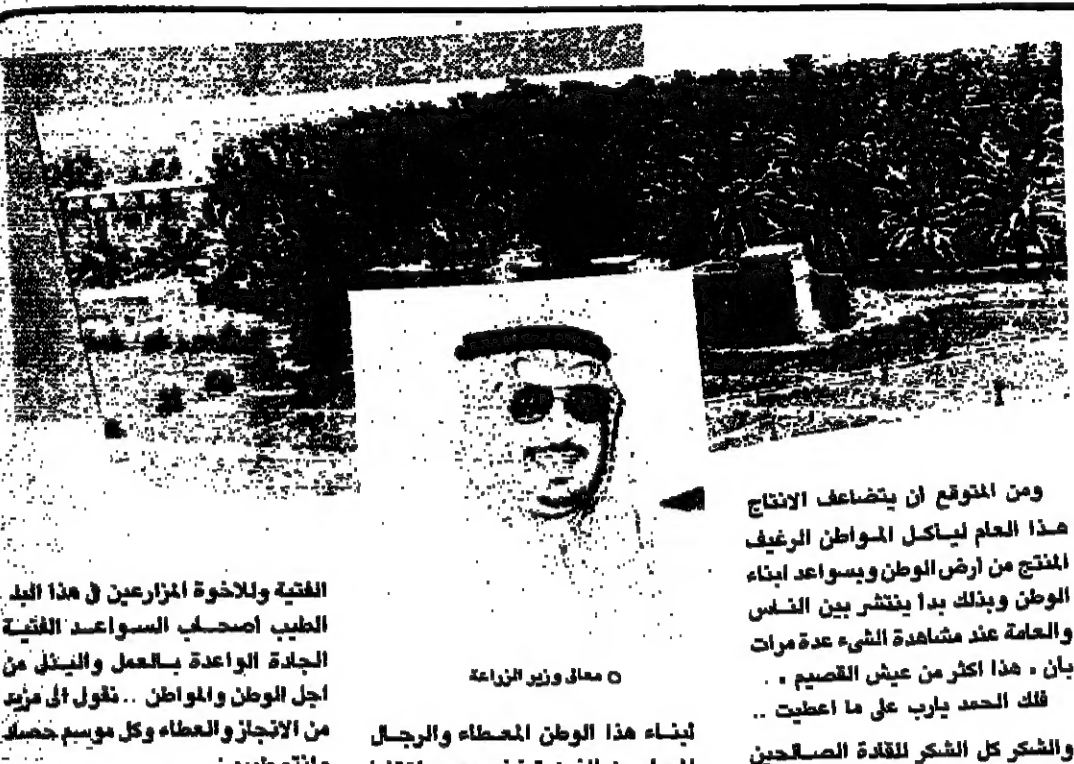 ومن المتوقع ان يتضاعف الانتاج
هذا العام ليأكل المواطن الرغيف
المنتج من أرض الوطن وبسواعد ابناء
الوطن وبذلك بدأ ينتشر بين الناس
والعامة عند مشاهدة الشيء عدة مرات
بأن « هذا اكثر من عيش القصيم » .
فلك الحمد يارب على ما اعطيت ..
والشكر كل الشكر للقادة الصالحين
○ معالي وزير الزراعة
لبناء هذا الوطن المعطاء والرجال
الفتية وللاخوة المزارعين في هذا البلد
الطيب أصحاب السواعد الفتية
الجادة الواعدة بالعمل والبذل من
اجل الوطن والمواطن .. نقول الى مزيد
من الانجاز والعطاء وكل موسم حصاد